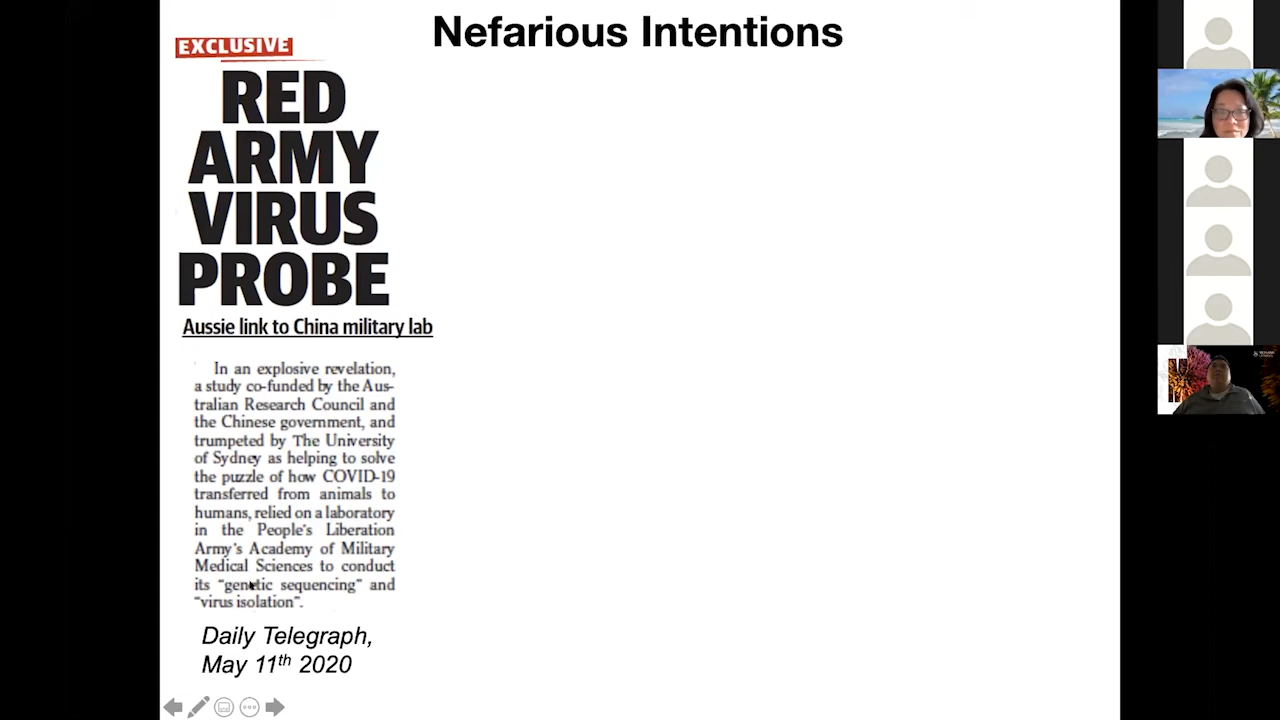 Nefarious Intentions
EXCLUSIVE
RED
ARMY
VIRUS
PROBE
Aussie link to China military lab
In an explosive revelation,
a study co-funded by the Aus-
tralian Research Council and
the Chinese government, and
trumpeted by The University
of Sydney as helping to solve
the puzzle of how COVID-19
transferred from animals to
humans, relied on a laboratory
in the People's Liberation
Army's Academy of Military
Medical Sciences to conduct
its "genetic sequencing" and
"virus isolation".
Daily Telegraph,
May 11th 2020